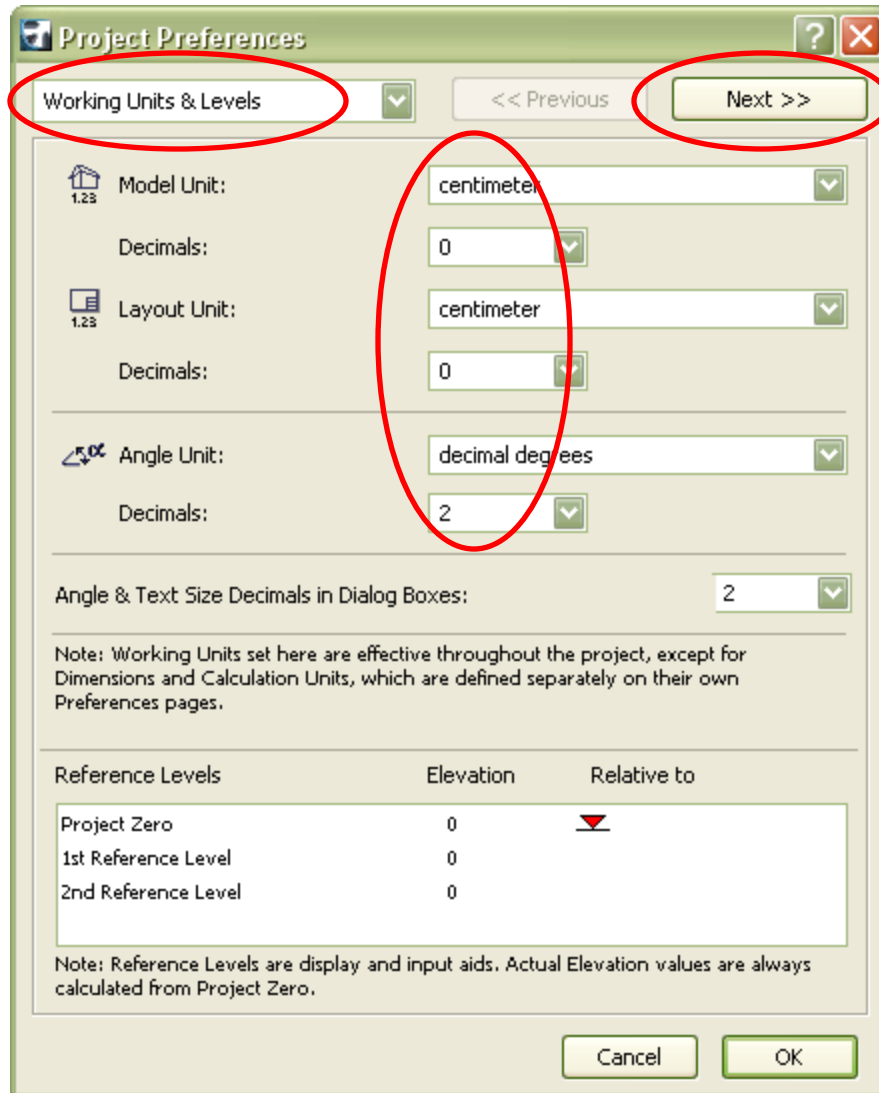 Project Preferences
Working Units & Levels
<< Previous
Next >>
1.23
Model Unit:
centimeter
Decimals:
0
1.23
Layout Unit:
centimeter
Decimals:
0
α Angle Unit:
decimal degrees
Decimals:
2
Angle & Text Size Decimals in Dialog Boxes:
2
Note: Working Units set here are effective throughout the project, except for
Dimensions and Calculation Units, which are defined separately on their own
Preferences pages.
Reference Levels Elevation Relative to
Project Zero 0
1st Reference Level 0
2nd Reference Level 0
Note: Reference Levels are display and input aids. Actual Elevation values are always
calculated from Project Zero.
Cancel
OK